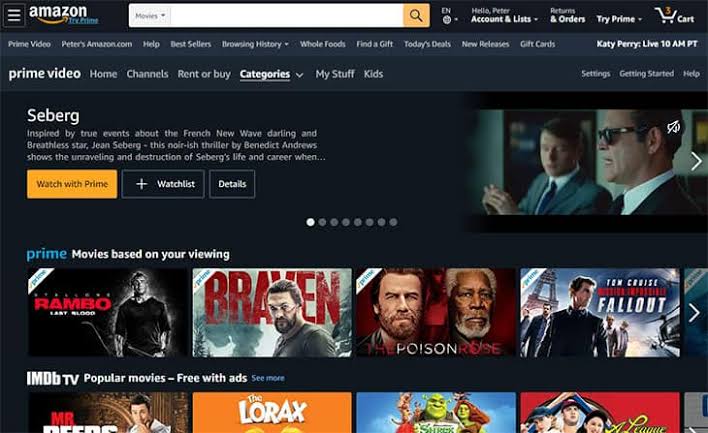 amazon
Try Prime
Movies
EN
Hello, Peter
Account & Lists
Returns
& Orders
Try Prime
3
Cart
Prime Video
Peter's Amazon.com
Help
Best Sellers
Browsing History
Whole Foods
Find a Gift
Today's Deals
New Releases
Gift Cards
Katy Perry: Live 10 AM PT
prime video
Home
Channels
Rent or buy
Categories
My Stuff
Kids
Settings
Getting Started
Help
Seberg
Inspired by true events about the French New Wave darling and
Breathless star, Jean Seberg - this noir-ish thriller by Benedict Andrews
shows the unraveling and destruction of Seberg's life and career when...
Watch with Prime
+ Watchlist
Details
prime Movies based on your viewing
prime
STALLONE
RAMBO
LAST BLOOD
prime
BRAVEN
prime
THE POISON ROSE
prime
TOM CRUISE
MISSION: IMPOSSIBLE
FALLOUT
prime
IMDb TV Popular movies – Free with ads See more
MR.
DEEDS
The
LORAX
SHREK
A League